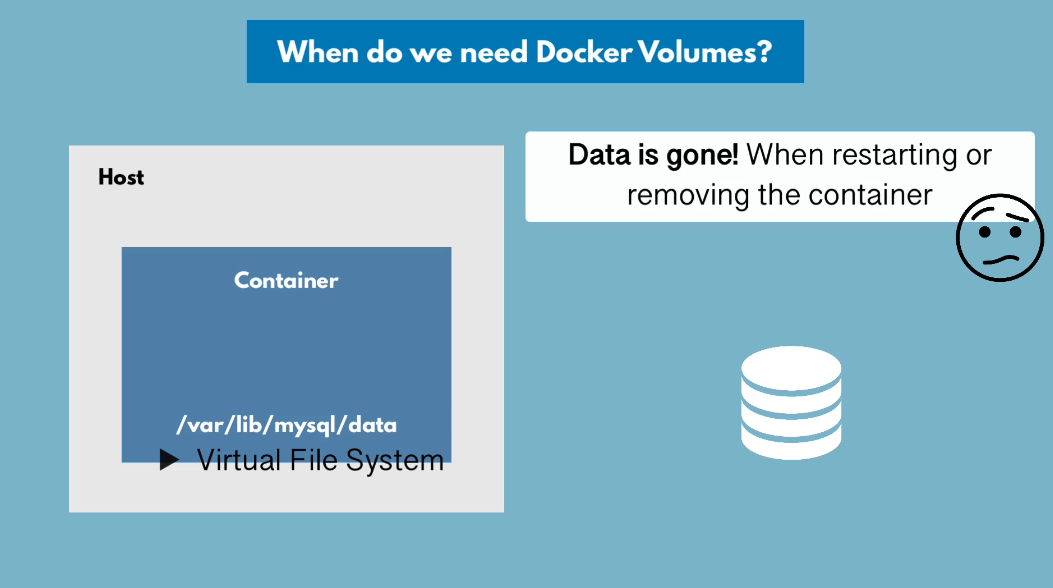 When do we need Docker Volumes?
Data is gone! When restarting or
removing the container
Host
Container
/var/lib/mysql/data
Virtual File System